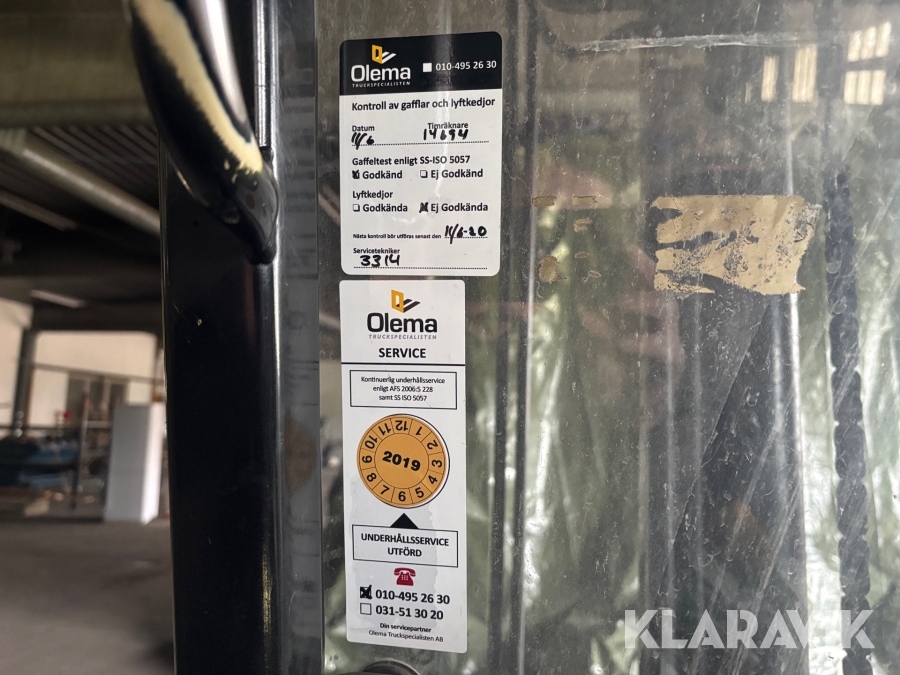 Olema
TRUCKSPECIALISTEN
010-495 26 30
Kontroll av gafflar och lyftkedjor
Datum Timräknare
11/6 14694
Gaffeltest enligt SS-ISO 5057
Godkänd Ej Godkänd
Lyftkedjor
Godkända Ej Godkända
Nästa kontroll bör utföras senast den 11/6-20
Servicetekniker
3314
Olema
TRUCKSPECIALISTEN
SERVICE
Kontinuerlig underhållsservice
enligt AFS 2006:5 228
samt SS ISO 5057
1 2 3 4 5 6 7 8 9 10 11 12
2019
UNDERHÅLLSSERVICE
UTFÖRD
010-495 26 30
031-51 30 20
Din servicepartner
Olema Truckspecialisten AB
KLARAVIK